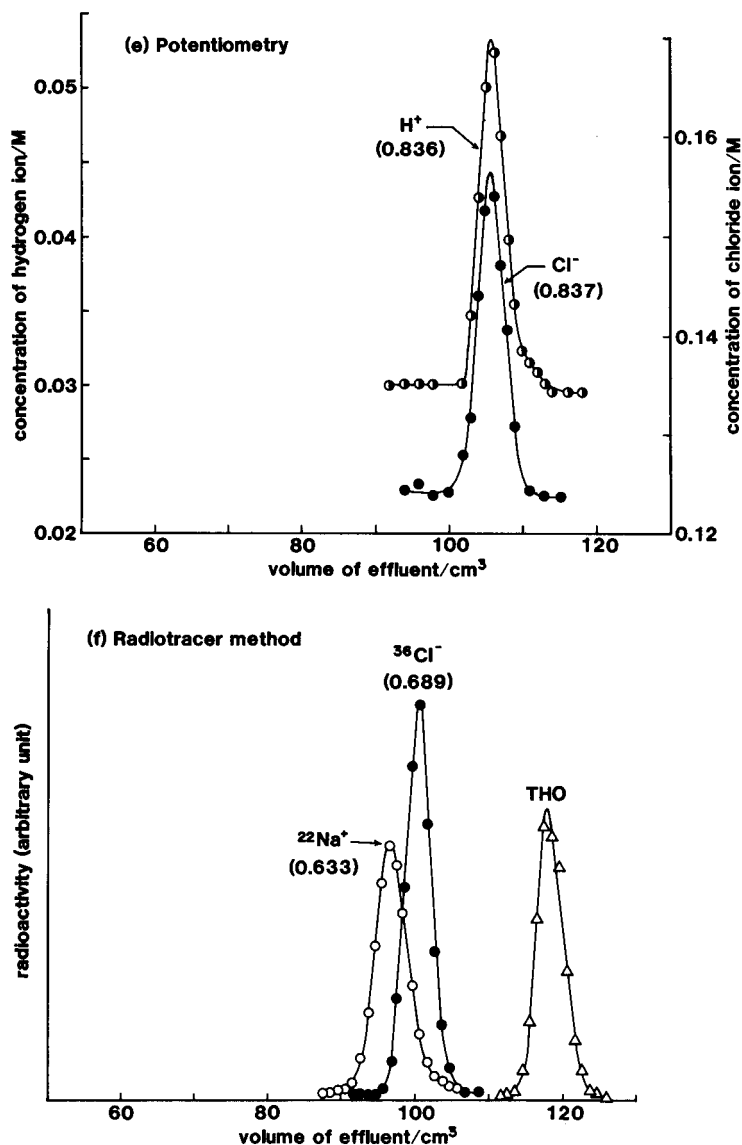 (e) Potentiometry
concentration of hydrogen ion/M
0.05
0.04
0.03
0.02
H⁺
(0.836)
Cl⁻
(0.837)
0.16
0.14
0.12
concentration of chloride ion/M
60
80
100
120
volume of effluent/cm³
(f) Radiotracer method
radioactivity (arbitrary unit)
³⁶Cl⁻
(0.689)
²²Na⁺
(0.633)
THO
60
80
100
120
volume of effluent/cm³